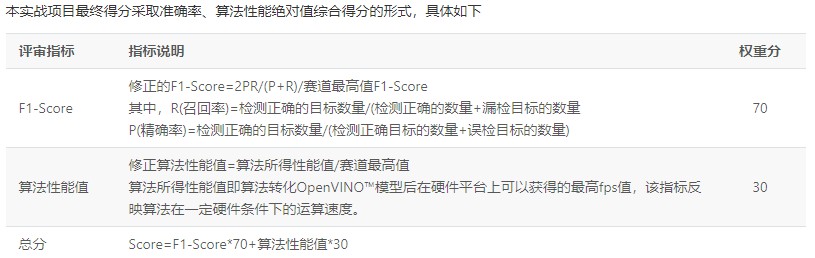 本实战项目最终得分采取准确率、算法性能绝对值综合得分的形式，具体如下
评审指标 指标说明 权重分
修正的F1-Score=2PR/(P+R)/赛道最高值F1-Score
F1-Score 其中，R(召回率)=检测正确的目标数量/(检测正确的数量+漏检目标的数量 70
P(精确率)=检测正确的目标数量/(检测正确目标的数量+误检目标的数量)
修正算法性能值=算法所得性能值/赛道最高值
算法性能值 算法所得性能值即算法转化OpenVINO™模型后在硬件平台上可以获得的最高fps值，该指标反 30
映算法在一定硬件条件下的运算速度。
总分 Score=F1-Score*70+算法性能值*30